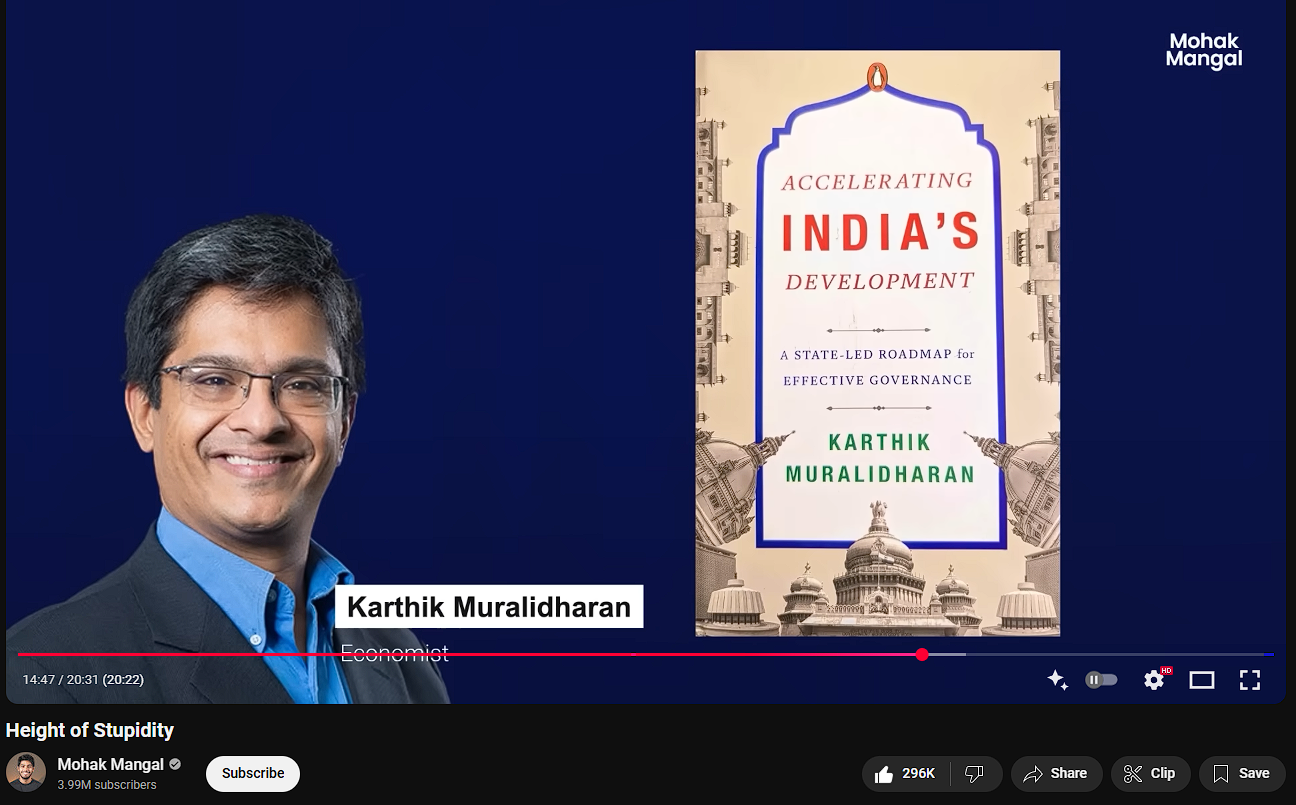 Mohak
Mangal
ACCELERATING
INDIA'S
DEVELOPMENT
A STATE-LED ROADMAP for
EFFECTIVE GOVERNANCE
KARTHIK
MURALIDHARAN
Karthik Muralidharan
Economist
14:47 / 20:31 (20:22)
HD
Height of Stupidity
Mohak Mangal
3.99M subscribers
Subscribe
296K
Share
Clip
Save